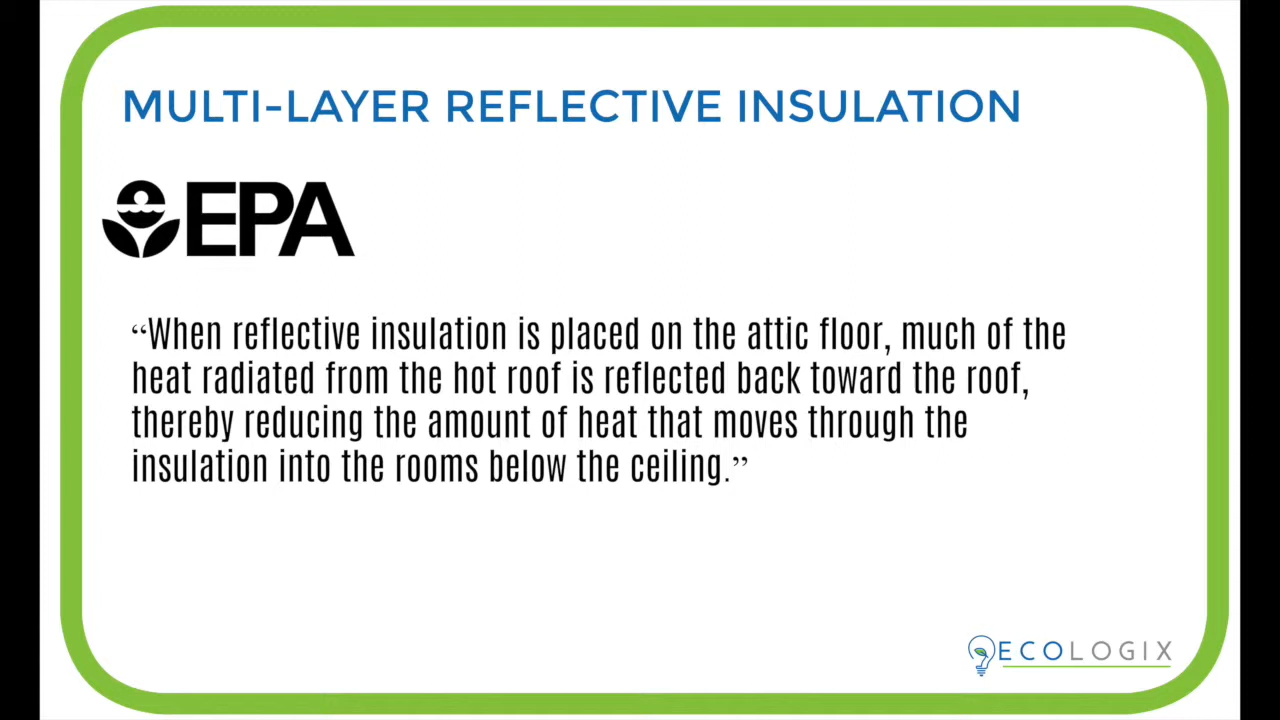 MULTI-LAYER REFLECTIVE INSULATION
EPA
“When reflective insulation is placed on the attic floor, much of the
heat radiated from the hot roof is reflected back toward the roof,
thereby reducing the amount of heat that moves through the
insulation into the rooms below the ceiling.”
ECOLOGIX